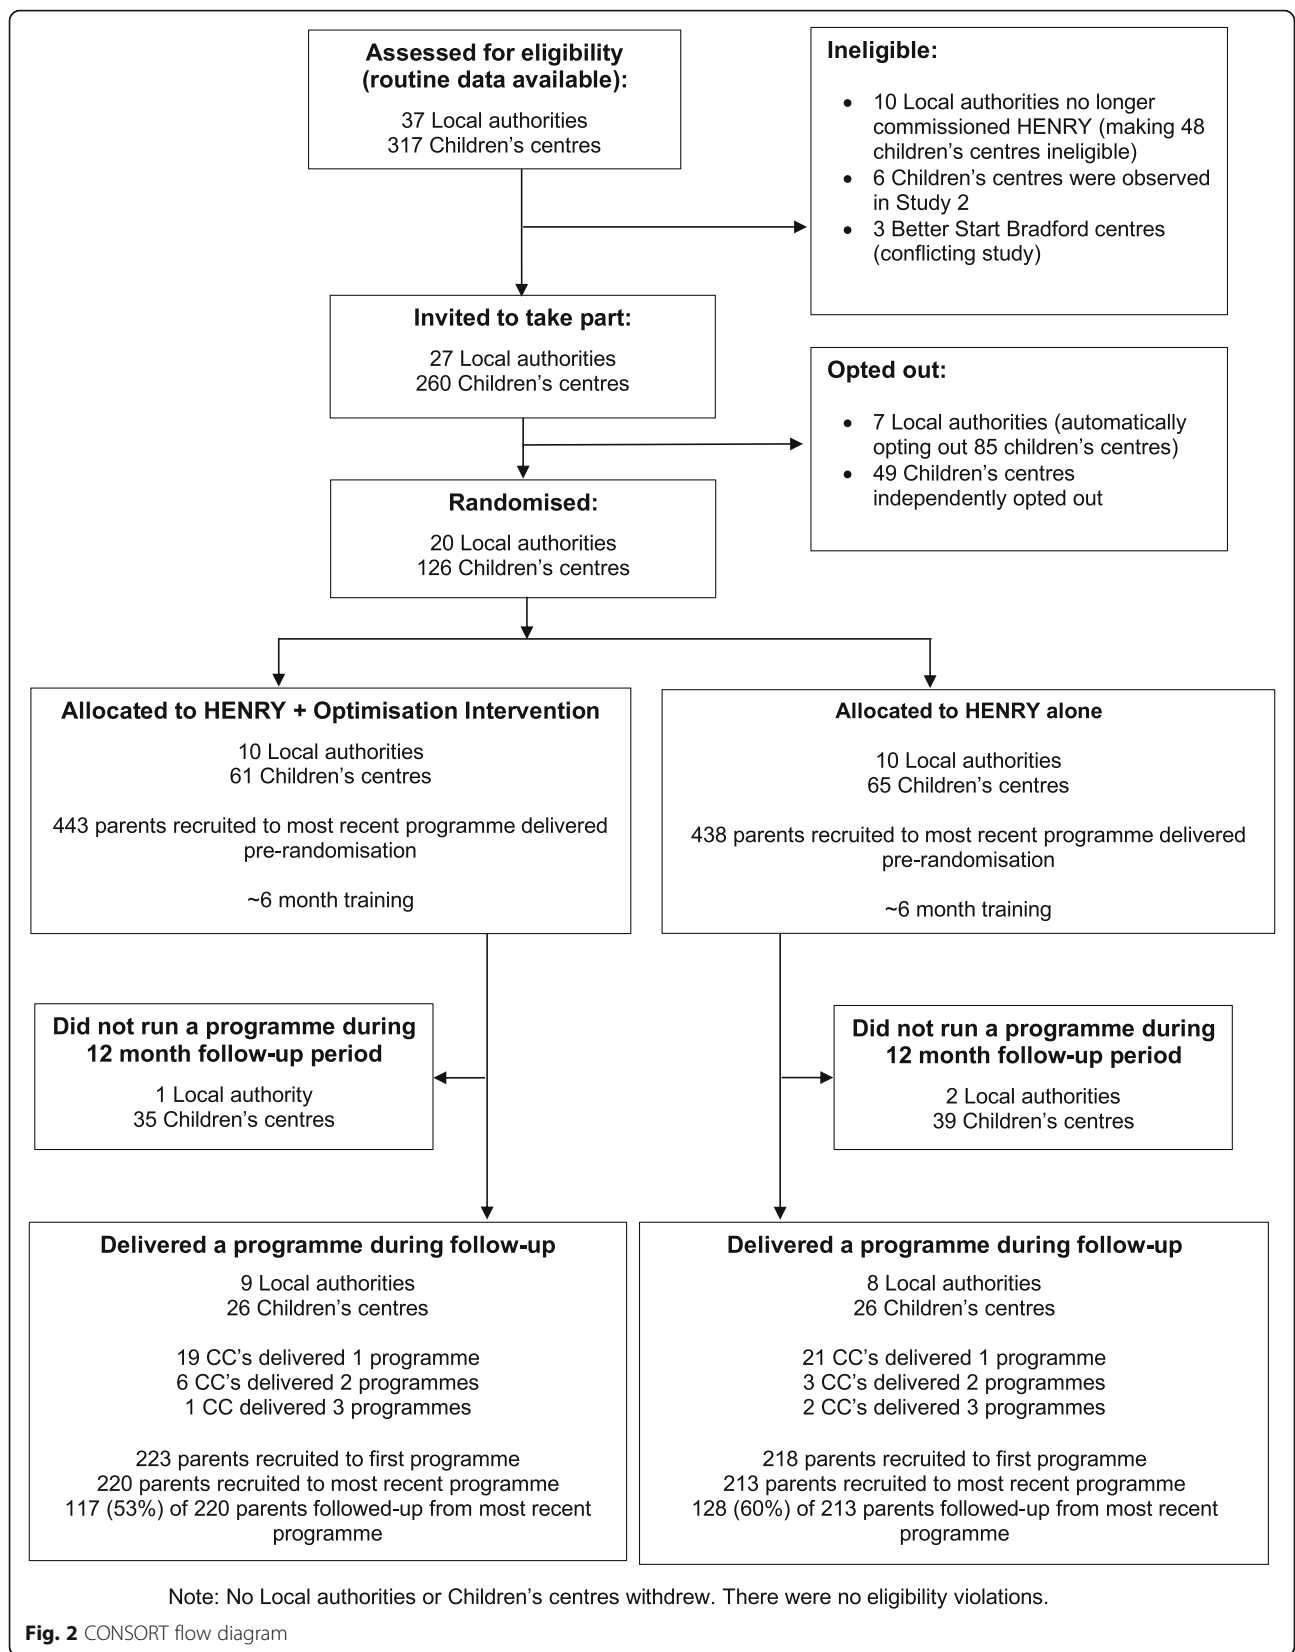 Assessed for eligibility
(routine data available):
37 Local authorities
317 Children's centres
Ineligible:
• 10 Local authorities no longer
commissioned HENRY (making 48
children's centres ineligible)
• 6 Children's centres were observed
in Study 2
• 3 Better Start Bradford centres
(conflicting study)
Invited to take part:
27 Local authorities
260 Children's centres
Opted out:
• 7 Local authorities (automatically
opting out 85 children's centres)
• 49 Children's centres
independently opted out
Randomised:
20 Local authorities
126 Children's centres
Allocated to HENRY + Optimisation Intervention
10 Local authorities
61 Children's centres
443 parents recruited to most recent programme delivered
pre-randomisation
~6 month training
Allocated to HENRY alone
10 Local authorities
65 Children's centres
438 parents recruited to most recent programme delivered
pre-randomisation
~6 month training
Did not run a programme during
12 month follow-up period
1 Local authority
35 Children's centres
Did not run a programme during
12 month follow-up period
2 Local authorities
39 Children's centres
Delivered a programme during follow-up
9 Local authorities
26 Children's centres
19 CC's delivered 1 programme
6 CC's delivered 2 programmes
1 CC delivered 3 programmes
223 parents recruited to first programme
220 parents recruited to most recent programme
117 (53%) of 220 parents followed-up from most recent
programme
Delivered a programme during follow-up
8 Local authorities
26 Children's centres
21 CC's delivered 1 programme
3 CC's delivered 2 programmes
2 CC's delivered 3 programmes
218 parents recruited to first programme
213 parents recruited to most recent programme
128 (60%) of 213 parents followed-up from most recent
programme
Note: No Local authorities or Children's centres withdrew. There were no eligibility violations.
Fig. 2 CONSORT flow diagram